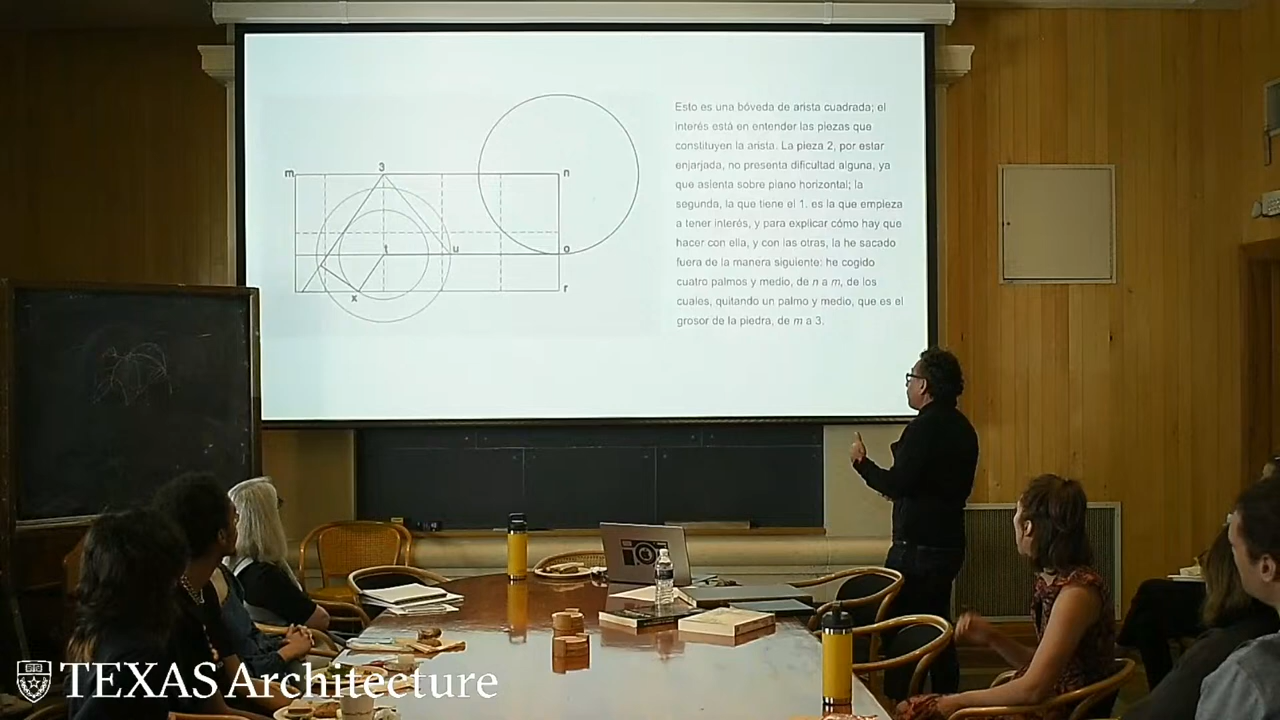 m
3
n
t
u
o
x
r
Esto es una bóveda de arista cuadrada; el
interés está en entender las piezas que
constituyen la arista. La pieza 2, por estar
enjarjada, no presenta dificultad alguna, ya
que asienta sobre plano horizontal; la
segunda, la que tiene el 1. es la que empieza
a tener interés, y para explicar cómo hay que
hacer con ella, y con las otras, la he sacado
fuera de la manera siguiente: he cogido
cuatro palmos y medio, de n a m, de los
cuales, quitando un palmo y medio, que es el
grosor de la piedra, de m a 3.
TEXAS Architecture